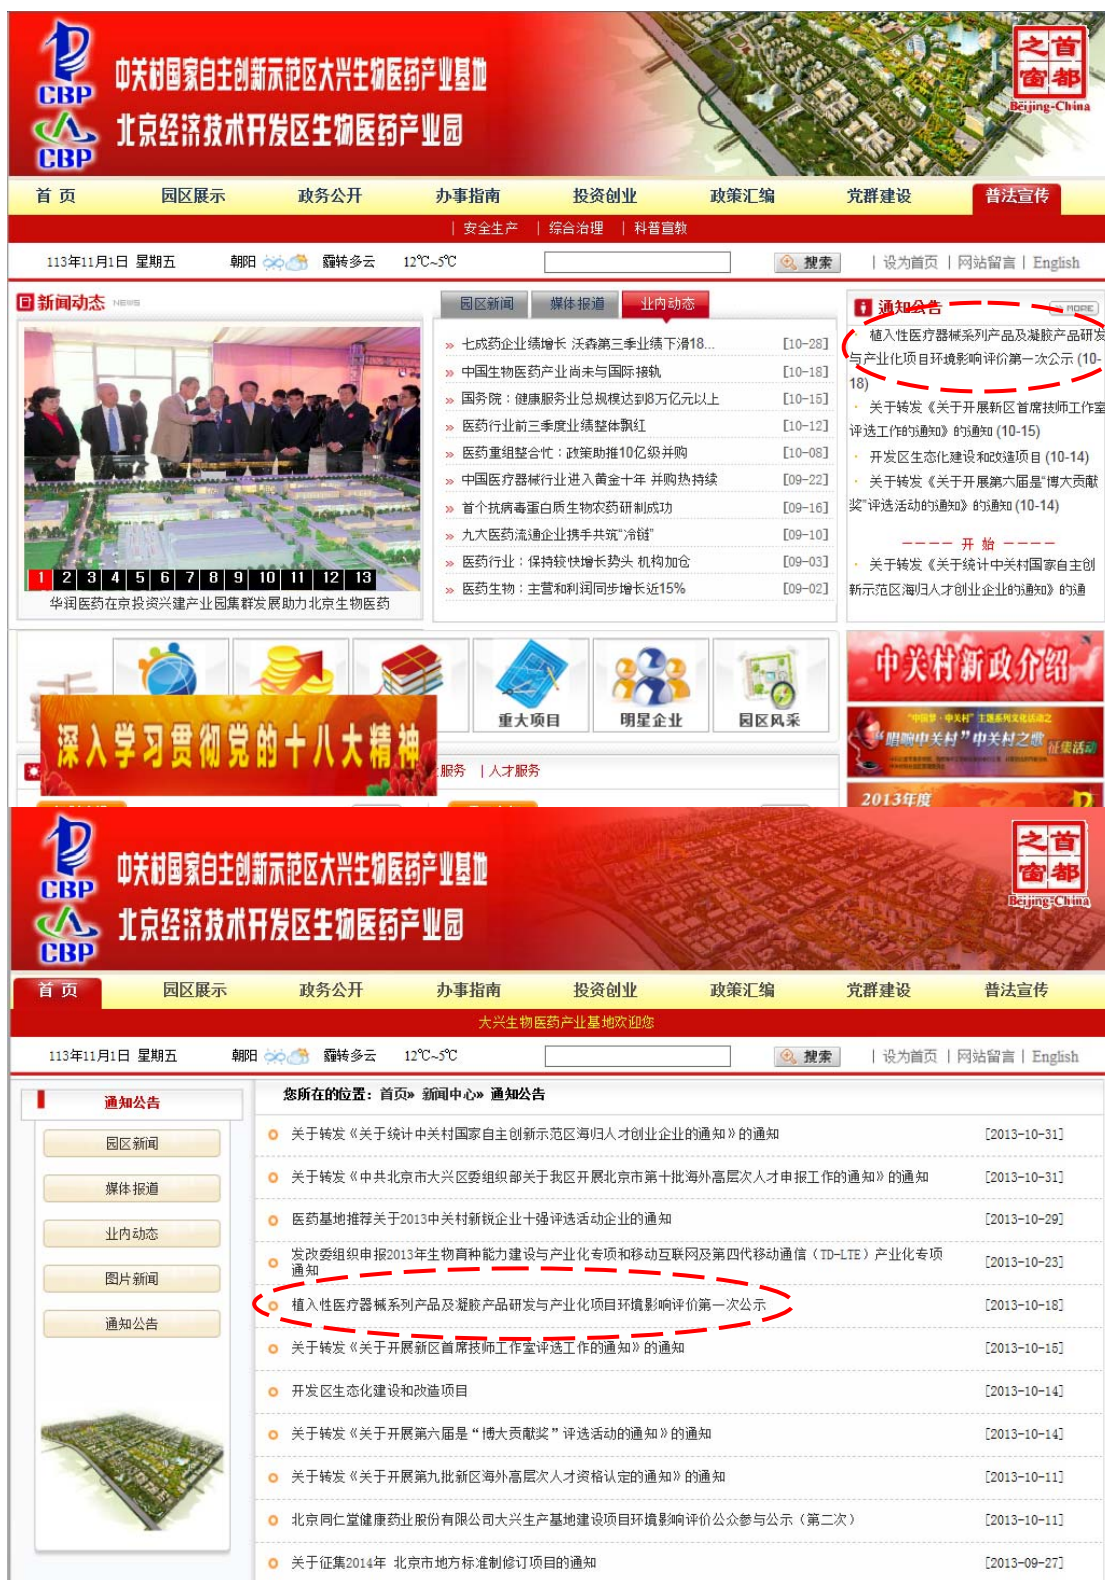 CBP
CBP
中关村国家自主创新示范区大兴生物医药产业基地
北京经济技术开发区生物医药产业园
首都之窗
Beijing-China
首 页 园区展示 政务公开 办事指南 投资创业 政策汇编 党群建设 普法宣传
| 安全生产 | 综合治理 | 科普宣教
113年11月1日 星期五 朝阳 霾转多云 12℃~5℃ 搜索 | 设为首页 | 网站留言 | English
新闻动态 NEWS
1 2 3 4 5 6 7 8 9 10 11 12 13
华润医药在京投资兴建产业园集群发展助力北京生物医药
园区新闻 媒体报道 业内动态
» 七成药企业绩增长 沃森第三季业绩下滑18... [10-28]
» 中国生物医药产业尚未与国际接轨 [10-18]
» 国务院：健康服务业总规模达到8万亿元以上 [10-15]
» 医药行业前三季度业绩整体飘红 [10-12]
» 医药重组整合忙：政策助推10亿级并购 [10-08]
» 中国医疗器械行业进入黄金十年 并购热持续 [09-22]
» 首个抗病毒蛋白质生物农药研制成功 [09-16]
» 九大医药流通企业携手共筑“冷链” [09-10]
» 医药行业：保持较快增长势头 机构加仓 [09-03]
» 医药生物：主营和利润同步增长近15% [09-02]
通知公告 MORE
· 植入性医疗器械系列产品及凝胶产品研发
与产业化项目环境影响评价第一次公示 (10-
18)
· 关于转发《关于开展新区首席技师工作室
评选工作的通知》的通知 (10-15)
· 开发区生态化建设和改造项目 (10-14)
· 关于转发《关于开展第六届是“博大贡献
奖”评选活动的通知》的通知 (10-14)
---- 开 始 ----
· 关于转发《关于统计中关村国家自主创
新示范区海归人才创业企业的通知》的通
重大项目 明星企业 园区风采
深入学习贯彻党的十八大精神
服务 | 人才服务
中关村新政介绍
“中国梦·中关村”主题系列文化活动之
“唱响中关村”中关村之歌 征集活动
2013年度
CBP
CBP
中关村国家自主创新示范区大兴生物医药产业基地
北京经济技术开发区生物医药产业园
首都之窗
Beijing-China
首 页 园区展示 政务公开 办事指南 投资创业 政策汇编 党群建设 普法宣传
大兴生物医药产业基地欢迎您
113年11月1日 星期五 朝阳 霾转多云 12℃~5℃ 搜索 | 设为首页 | 网站留言 | English
通知公告
园区新闻
媒体报道
业内动态
图片新闻
通知公告
您所在的位置：首页» 新闻中心» 通知公告
关于转发《关于统计中关村国家自主创新示范区海归人才创业企业的通知》的通知 [2013-10-31]
关于转发《中共北京市大兴区委组织部关于我区开展北京市第十批海外高层次人才申报工作的通知》的通知 [2013-10-31]
医药基地推荐关于2013中关村新锐企业十强评选活动企业的通知 [2013-10-29]
发改委组织申报2013年生物育种能力建设与产业化专项和移动互联网及第四代移动通信（TD-LTE）产业化专项
通知 [2013-10-23]
植入性医疗器械系列产品及凝胶产品研发与产业化项目环境影响评价第一次公示 [2013-10-18]
关于转发《关于开展新区首席技师工作室评选工作的通知》的通知 [2013-10-15]
开发区生态化建设和改造项目 [2013-10-14]
关于转发《关于开展第六届是“博大贡献奖”评选活动的通知》的通知 [2013-10-14]
关于转发《关于开展第九批新区海外高层次人才资格认定的通知》的通知 [2013-10-11]
北京同仁堂健康药业股份有限公司大兴生产基地建设项目环境影响评价公众参与公示（第二次） [2013-10-11]
关于征集2014年 北京市地方标准制修订项目的通知 [2013-09-27]